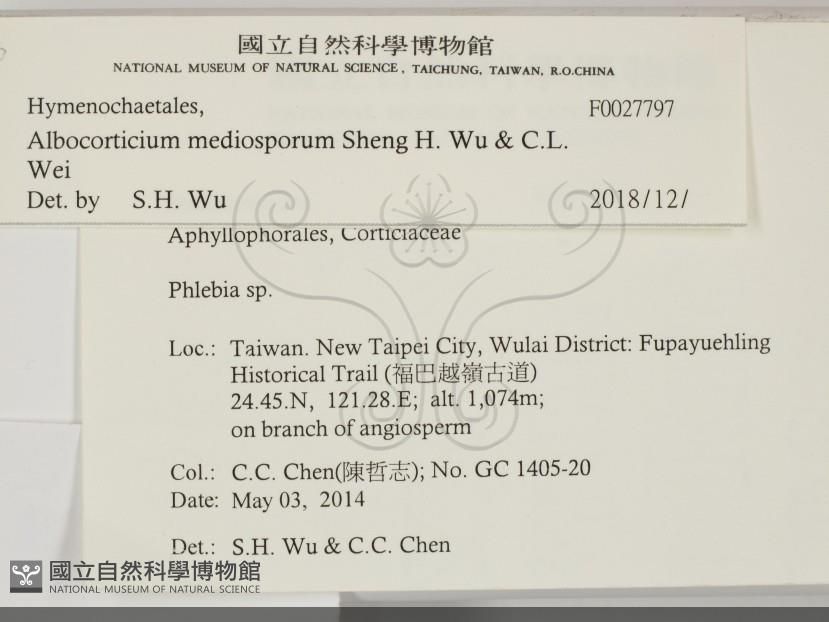 國立自然科學博物館
NATIONAL MUSEUM OF NATURAL SCIENCE, TAICHUNG, TAIWAN, R.O.CHINA
Hymenochaetales, F0027797
Albocorticium mediosporum Sheng H. Wu & C.L.
Wei
Det. by S.H. Wu 2018/12/
Aphyllophorales, Corticiaceae
Phlebia sp.
Loc.: Taiwan. New Taipei City, Wulai District: Fupayuehling
Historical Trail (福巴越嶺古道)
24.45.N, 121.28.E; alt. 1,074m;
on branch of angiosperm
Col.: C.C. Chen(陳哲志); No. GC 1405-20
Date: May 03, 2014
Det.: S.H. Wu & C.C. Chen
國立自然科學博物館
NATIONAL MUSEUM OF NATURAL SCIENCE